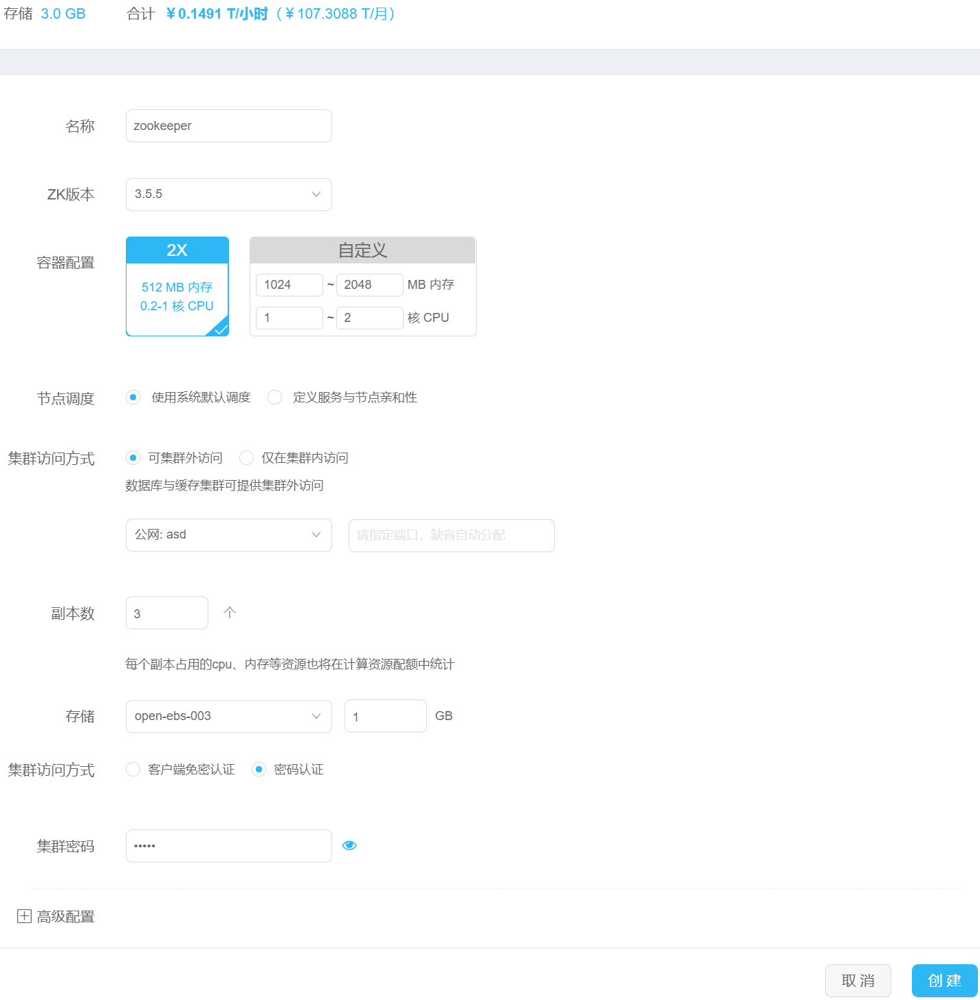 存储 3.0 GB 合计 ¥0.1491 T/小时（¥107.3088 T/月）
名称 zookeeper
ZK版本 3.5.5
容器配置
2X
512 MB 内存
0.2-1 核 CPU
自定义
1024 ~ 2048 MB 内存
1 ~ 2 核 CPU
节点调度 使用系统默认调度 定义服务与节点亲和性
集群访问方式 可集群外访问 仅在集群内访问
数据库与缓存集群可提供集群外访问
公网: asd 请指定端口，缺省自动分配
副本数 3 个
每个副本占用的cpu、内存等资源也将在计算资源配额中统计
存储 open-ebs-003 1 GB
集群访问方式 客户端免密认证 密码认证
集群密码 •••••
高级配置
取 消 创 建